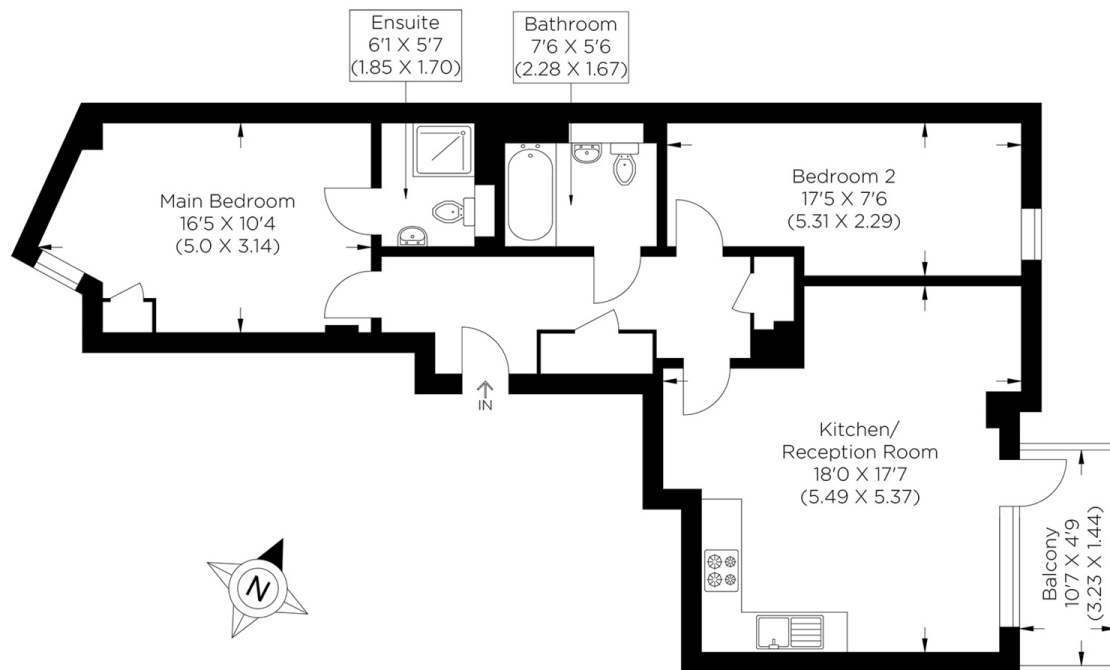 Ensuite
6'1 X 5'7
(1.85 X 1.70)
Bathroom
7'6 X 5'6
(2.28 X 1.67)
Main Bedroom
16'5 X 10'4
(5.0 X 3.14)
Bedroom 2
17'5 X 7'6
(5.31 X 2.29)
IN
Kitchen/
Reception Room
18'0 X 17'7
(5.49 X 5.37)
Balcony
10'7 X 4'9
(3.23 X 1.44)
N